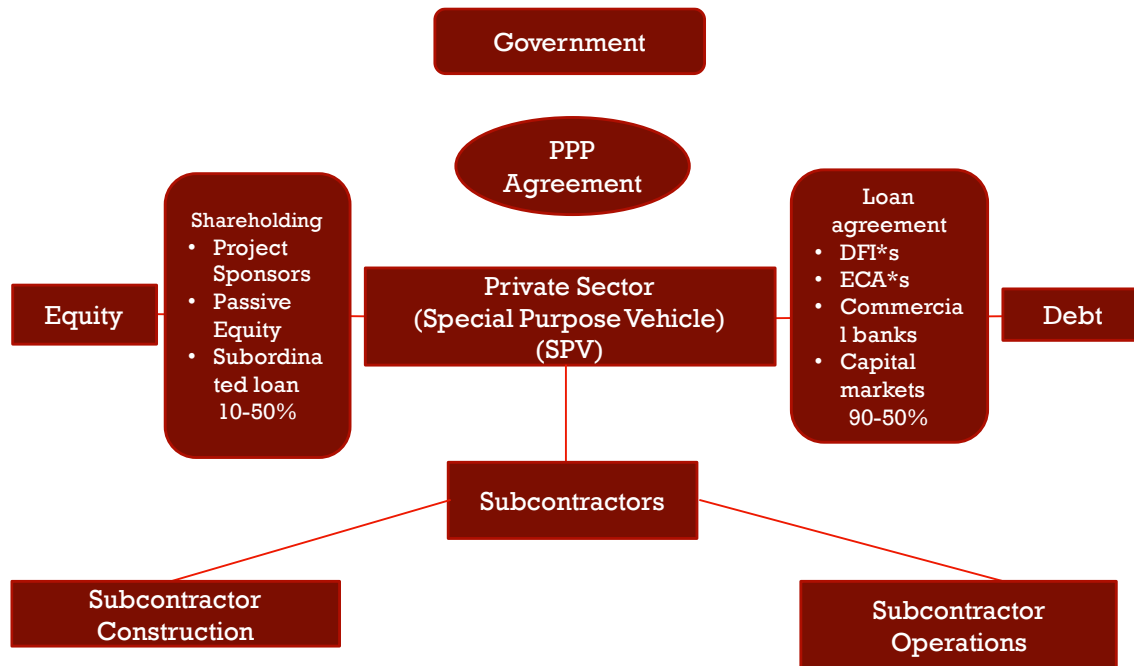 Government
PPP
Agreement
Shareholding
• Project
Sponsors
• Passive
Equity
• Subordina
ted loan
10-50%
Loan
agreement
• DFI*s
• ECA*s
• Commercia
l banks
• Capital
markets
90-50%
Equity
Private Sector
(Special Purpose Vehicle)
(SPV)
Debt
Subcontractors
Subcontractor
Construction
Subcontractor
Operations